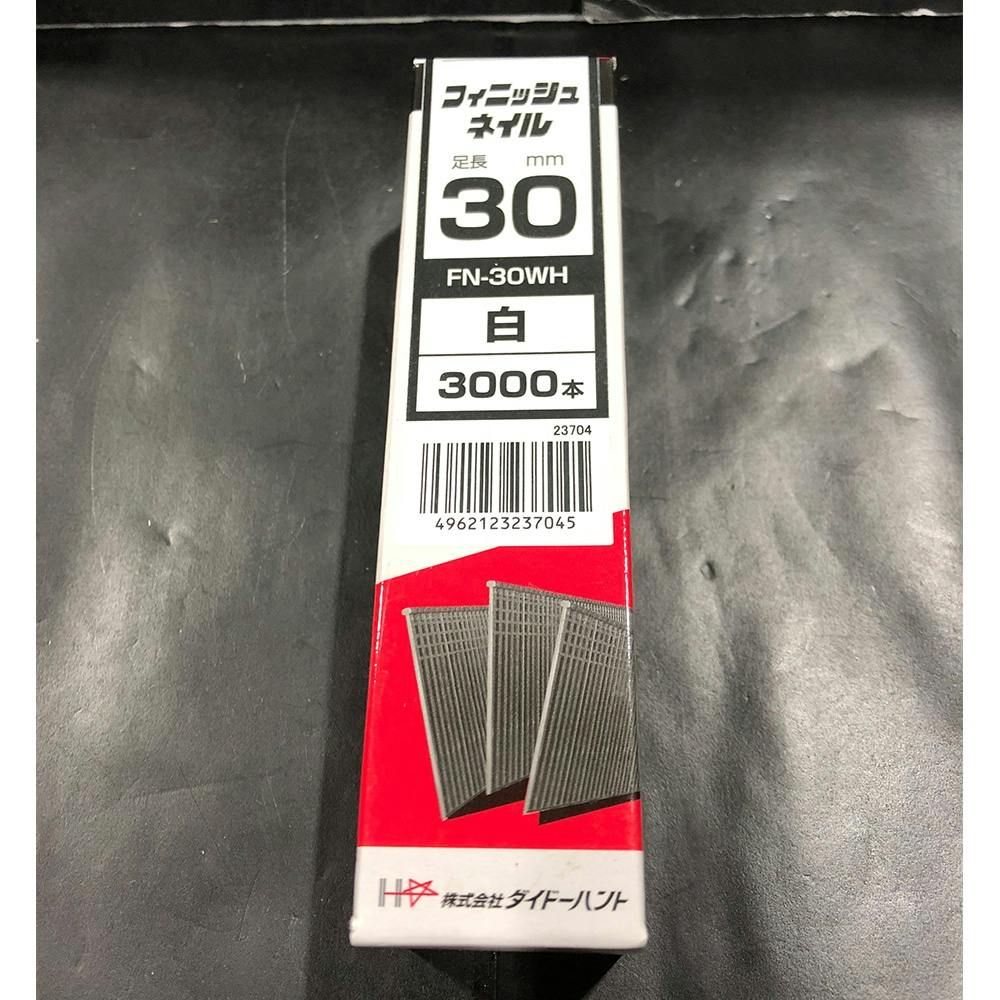 フィニッシュ
ネイル
足長 mm
30
FN-30WH
白
3000本
23704
4962123237045
株式会社 ダイドーハント